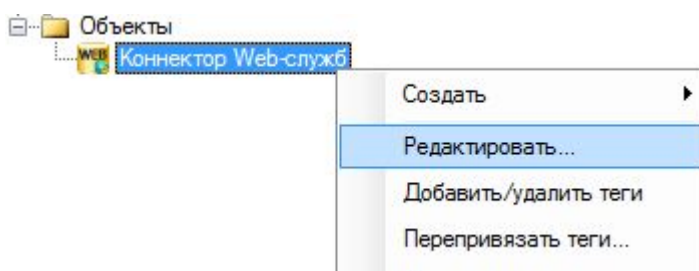 Объекты
WEB
Коннектор Web-служб
Создать
Редактировать...
Добавить/удалить теги
Перепривязать теги...